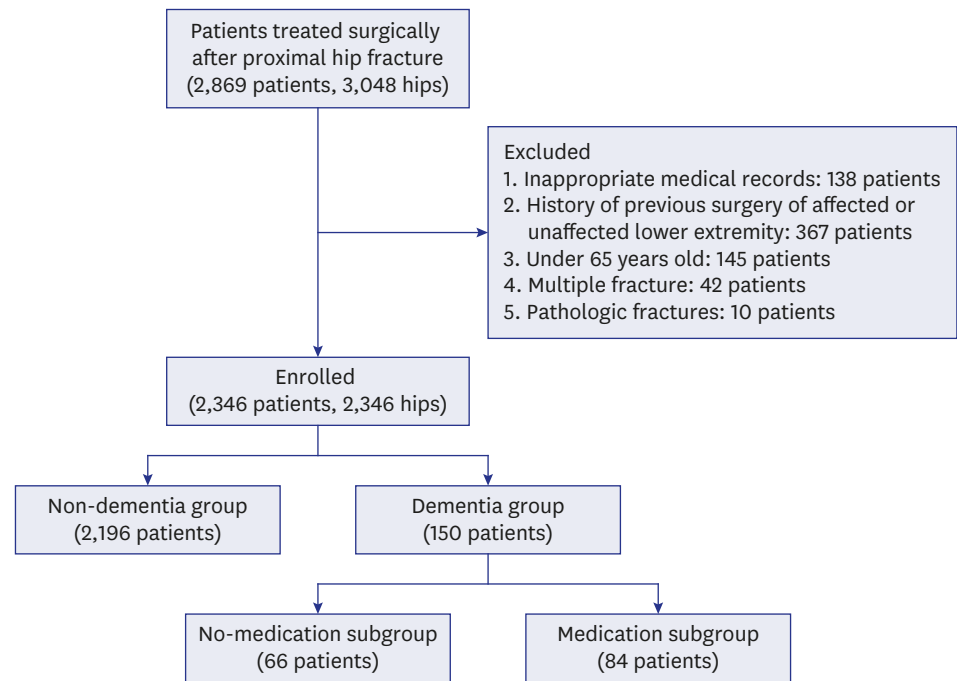 Patients treated surgically
after proximal hip fracture
(2,869 patients, 3,048 hips)
Excluded
1. Inappropriate medical records: 138 patients
2. History of previous surgery of affected or
unaffected lower extremity: 367 patients
3. Under 65 years old: 145 patients
4. Multiple fracture: 42 patients
5. Pathologic fractures: 10 patients
Enrolled
(2,346 patients, 2,346 hips)
Non-dementia group
(2,196 patients)
Dementia group
(150 patients)
No-medication subgroup
(66 patients)
Medication subgroup
(84 patients)